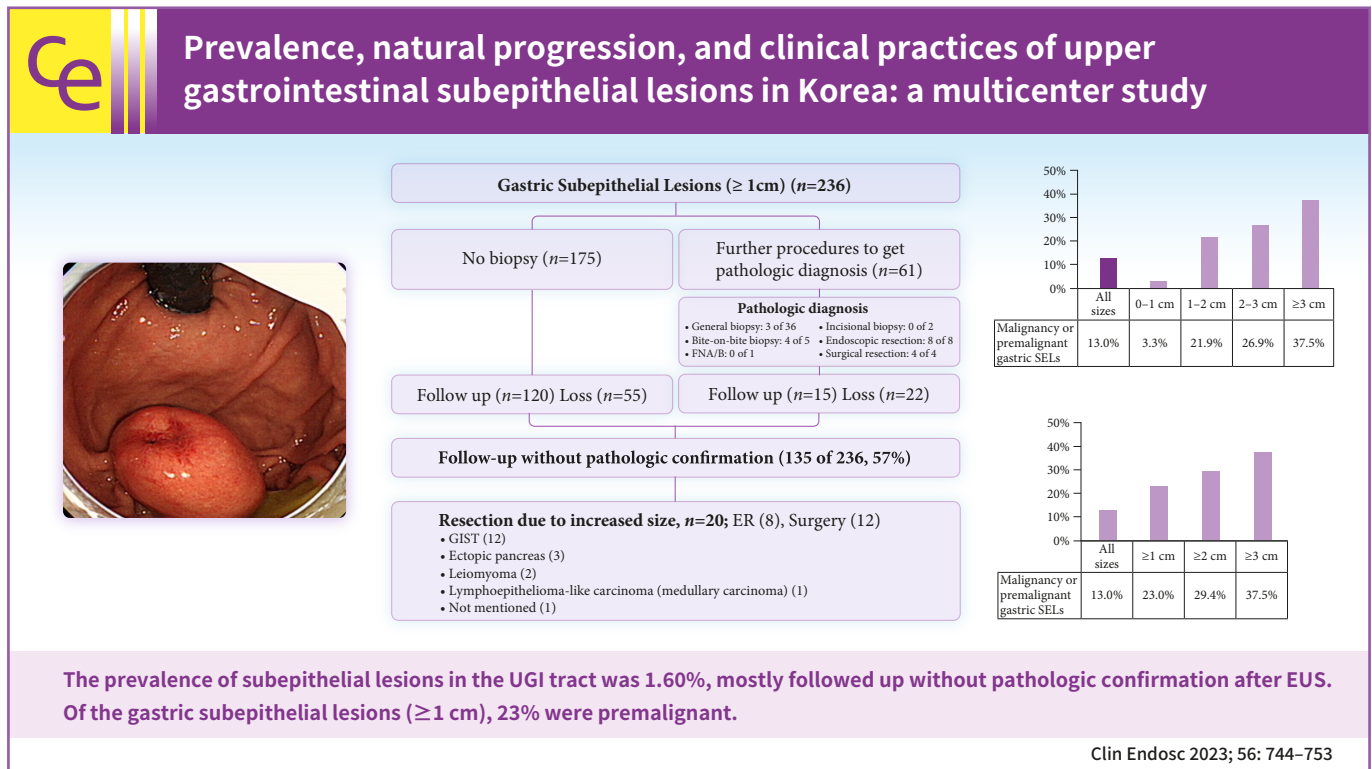 ce
Prevalence, natural progression, and clinical practices of upper
gastrointestinal subepithelial lesions in Korea: a multicenter study
Gastric Subepithelial Lesions (≥ 1cm) (n=236)
No biopsy (n=175)
Further procedures to get
pathologic diagnosis (n=61)
Pathologic diagnosis
• General biopsy: 3 of 36
• Bite-on-bite biopsy: 4 of 5
• FNA/B: 0 of 1
• Incisional biopsy: 0 of 2
• Endoscopic resection: 8 of 8
• Surgical resection: 4 of 4
Follow up (n=120) Loss (n=55)
Follow up (n=15) Loss (n=22)
Follow-up without pathologic confirmation (135 of 236, 57%)
Resection due to increased size, n=20; ER (8), Surgery (12)
• GIST (12)
• Ectopic pancreas (3)
• Leiomyoma (2)
• Lymphoepithelioma-like carcinoma (medullary carcinoma) (1)
• Not mentioned (1)
50%
40%
30%
20%
10%
0%
All
sizes
0–1 cm
1–2 cm
2–3 cm
≥3 cm
Malignancy or
premalignant
gastric SELs
13.0%
3.3%
21.9%
26.9%
37.5%
50%
40%
30%
20%
10%
0%
All
sizes
≥1 cm
≥2 cm
≥3 cm
Malignancy or
premalignant
gastric SELs
13.0%
23.0%
29.4%
37.5%
The prevalence of subepithelial lesions in the UGI tract was 1.60%, mostly followed up without pathologic confirmation after EUS.
Of the gastric subepithelial lesions (≥1 cm), 23% were premalignant.
Clin Endosc 2023; 56: 744–753